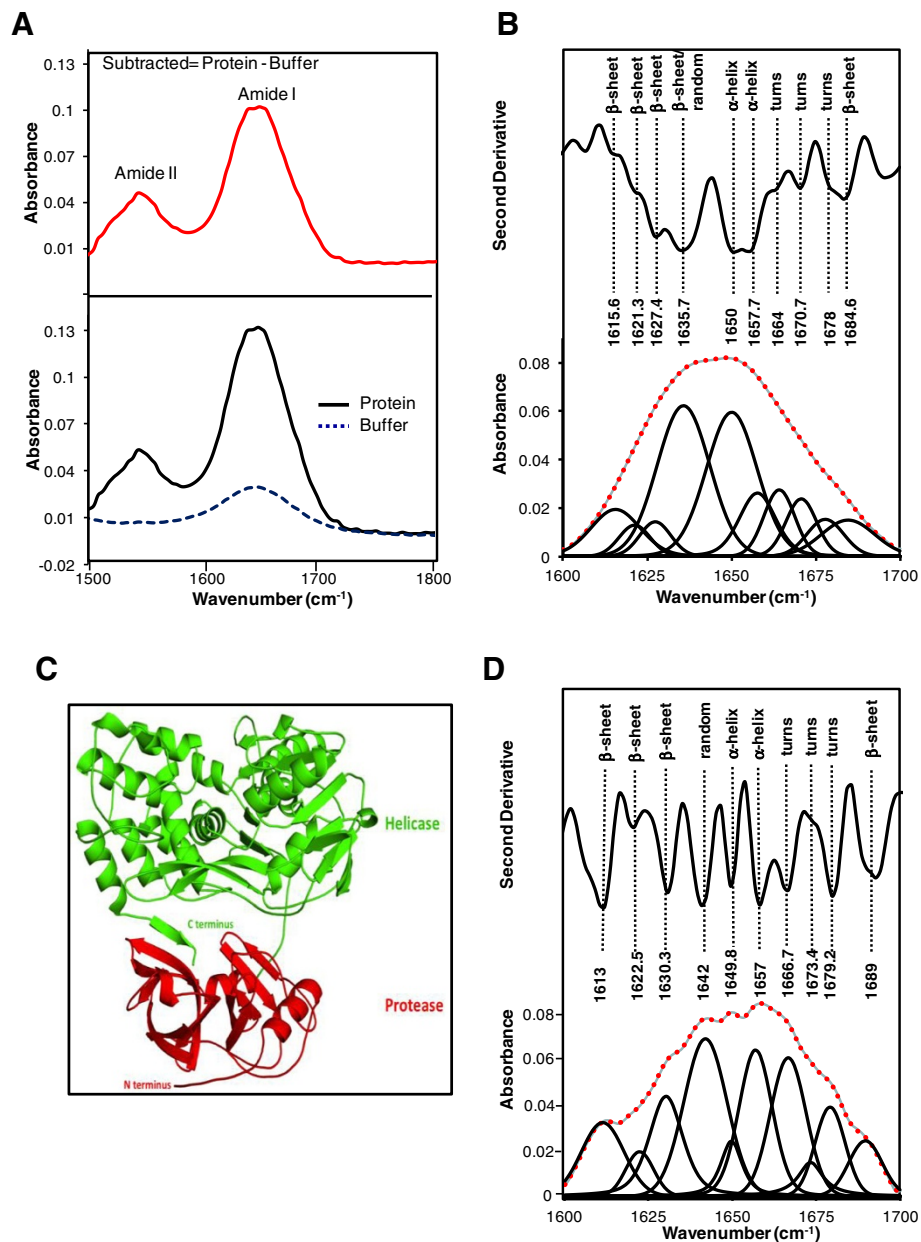 A
Subtracted= Protein - Buffer
Amide I
Amide II
Absorbance
0.13
0.1
0.07
0.04
0.01
Absorbance
0.13
0.1
0.07
0.04
0.01
-0.02
Protein
Buffer
1500
1600
1700
1800
Wavenumber (cm-1)
B
Second Derivative
β-sheet
β-sheet
β-sheet
β-sheet/
random
α-helix
α-helix
turns
turns
turns
β-sheet
1615.6
1621.3
1627.4
1635.7
1650
1657.7
1664
1670.7
1678
1684.6
Absorbance
0.08
0.06
0.04
0.02
0
1600
1625
1650
1675
1700
Wavenumber (cm-1)
C
Helicase
C terminus
Protease
N terminus
D
Second Derivative
β-sheet
β-sheet
β-sheet
random
α-helix
α-helix
turns
turns
turns
β-sheet
1613
1622.5
1630.3
1642
1649.8
1657
1666.7
1673.4
1679.2
1689
Absorbance
0.08
0.06
0.04
0.02
0
1600
1625
1650
1675
1700
Wavenumber (cm-1)